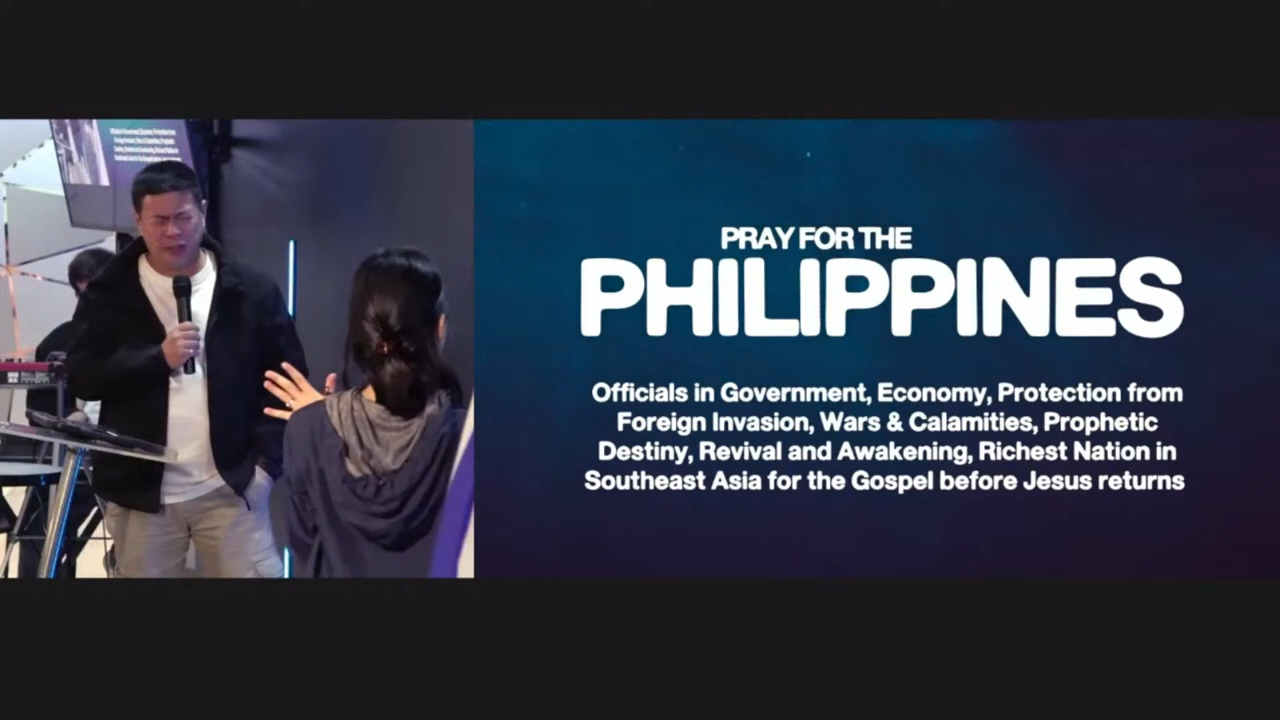 PRAY FOR THE
PHILIPPINES
Officials in Government, Economy, Protection from
Foreign Invasion, Wars & Calamities, Prophetic
Destiny, Revival and Awakening, Richest Nation in
Southeast Asia for the Gospel before Jesus returns